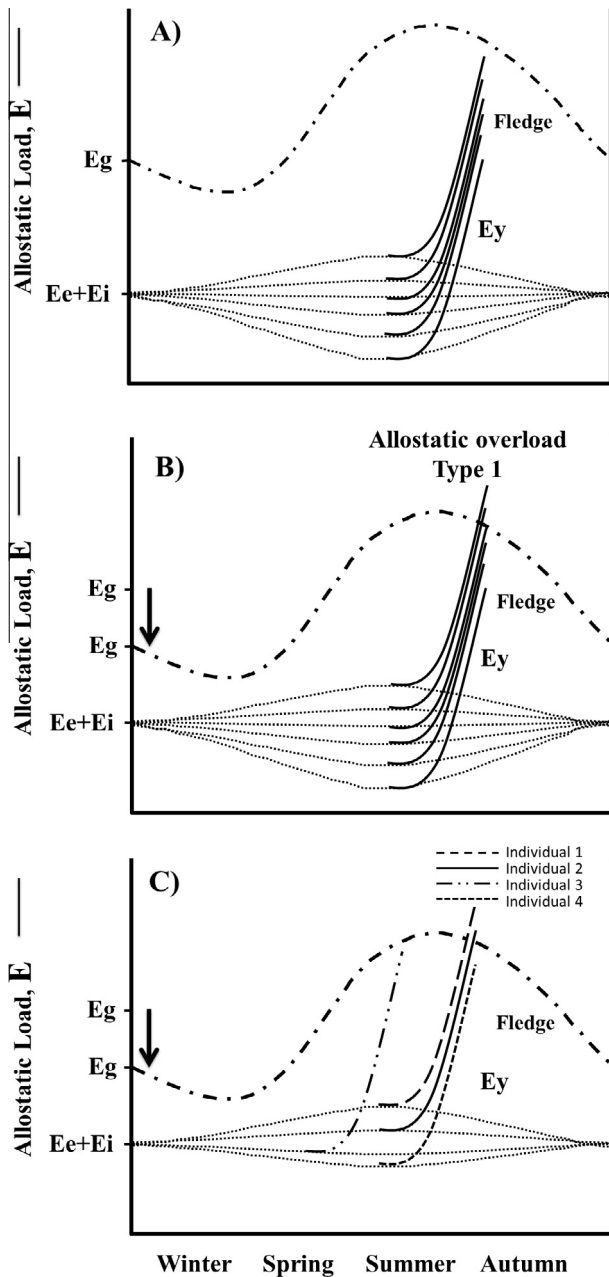 A)
Allostatic Load, E
Eg
Fledge
Ey
Ee+Ei
B)
Allostatic overload
Type 1
Allostatic Load, E
Eg
Eg
Fledge
Ey
Ee+Ei
C)
Individual 1
Individual 2
Individual 3
Individual 4
Allostatic Load, E
Eg
Eg
Fledge
Ey
Ee+Ei
Winter Spring Summer Autumn